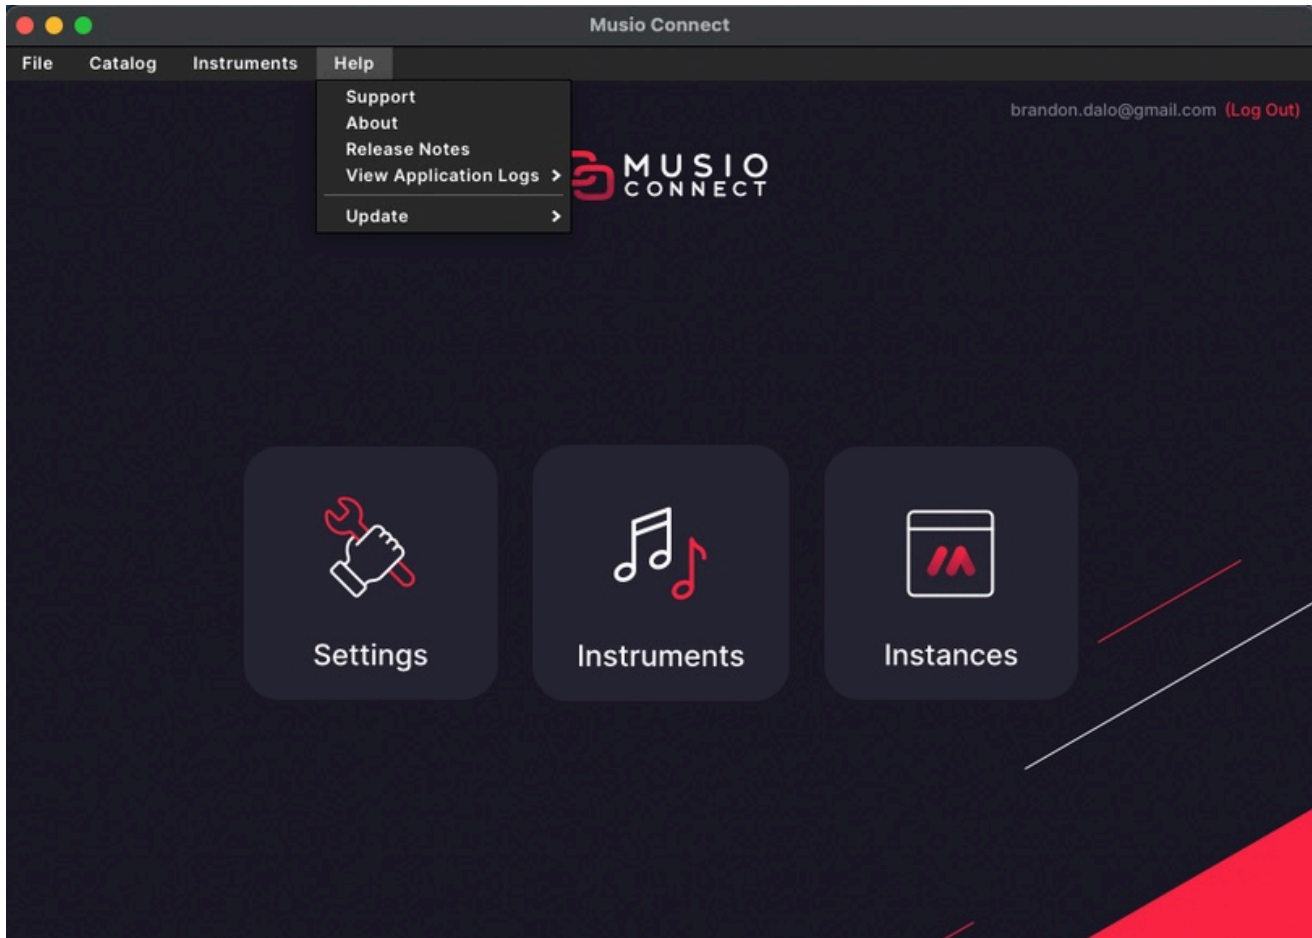 Musio Connect
File Catalog Instruments Help
Support
About
Release Notes
View Application Logs
Update
brandon.dalo@gmail.com (Log Out)
MUSIO
CONNECT
Settings Instruments Instances